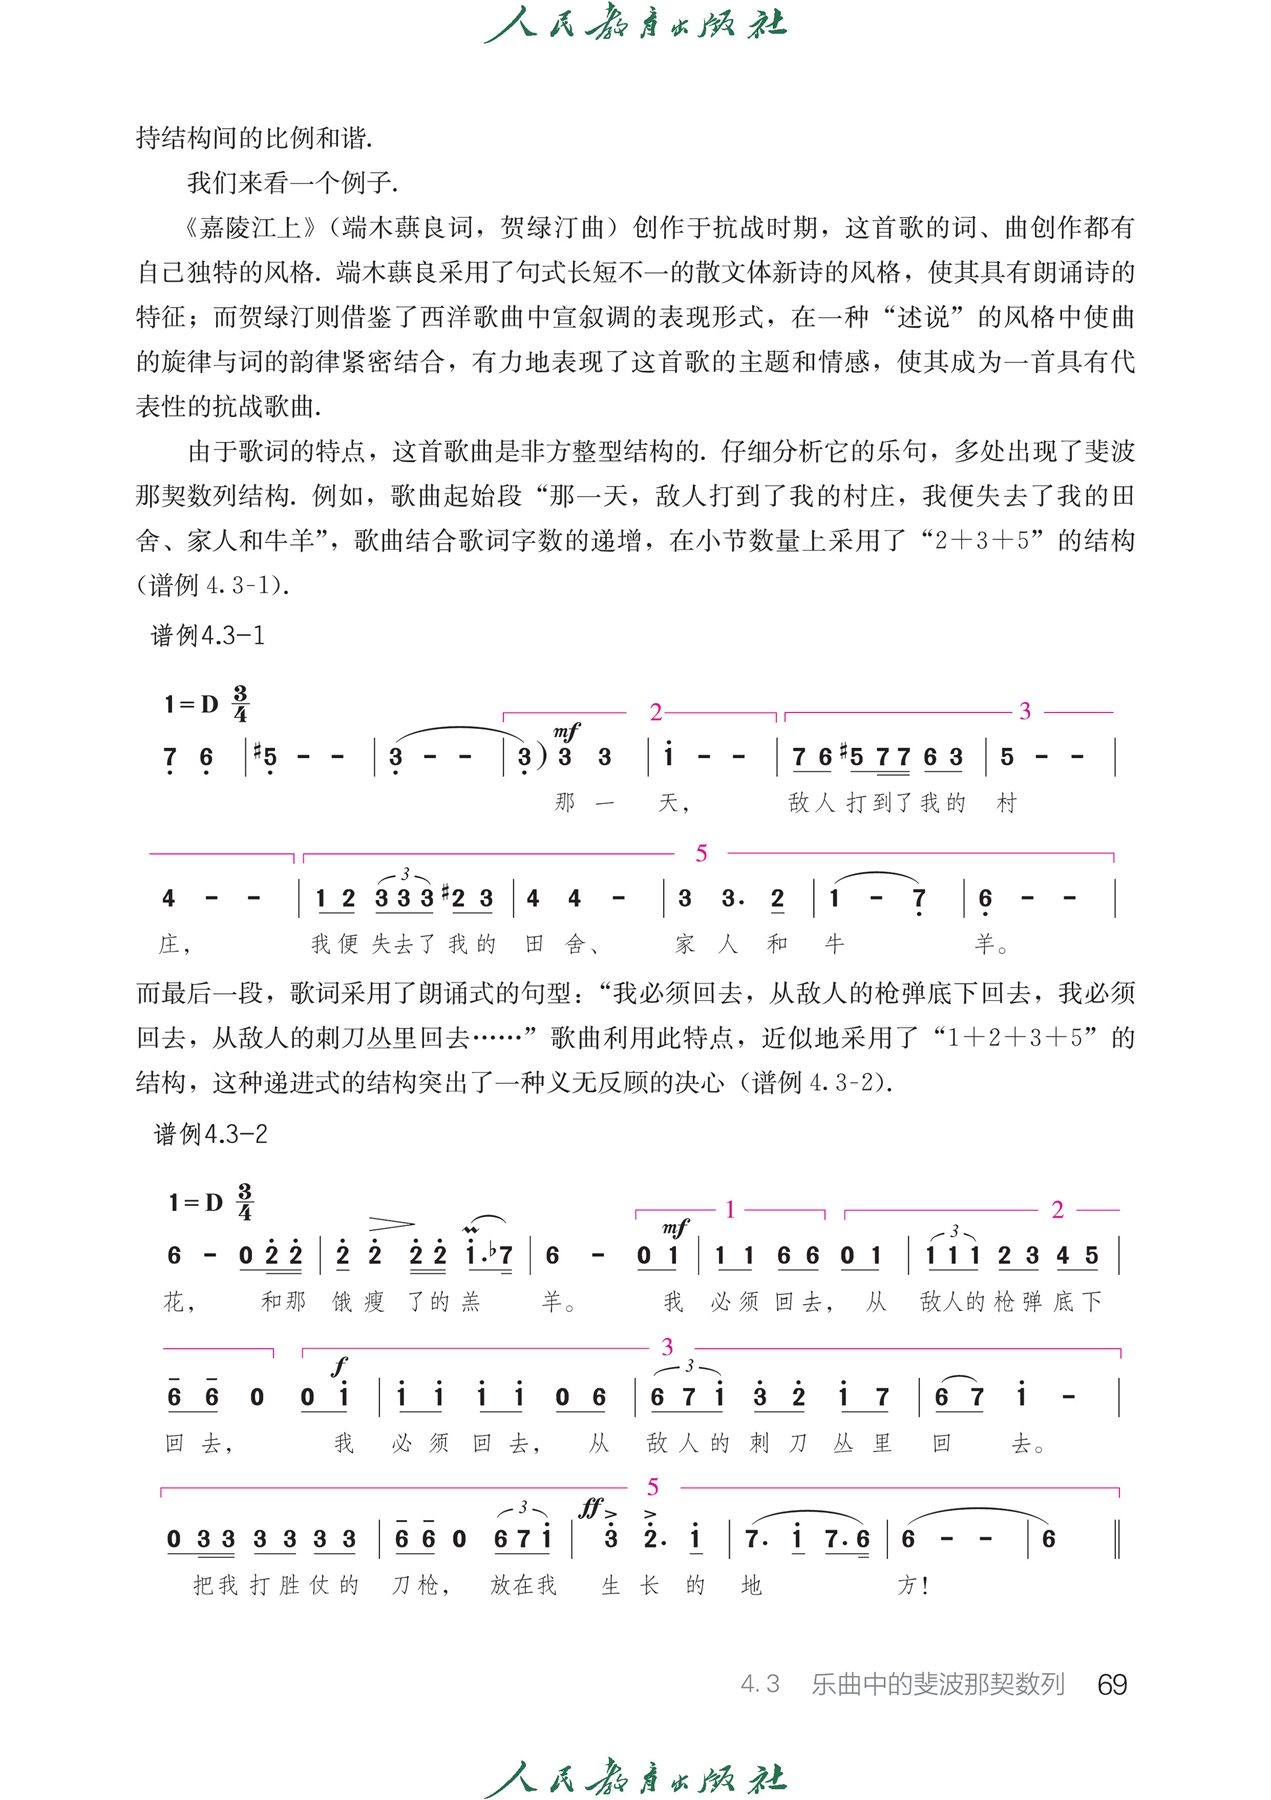 人民教育出版社
持结构间的比例和谐.
我们来看一个例子.
《嘉陵江上》（端木蕻良词，贺绿汀曲）创作于抗战时期，这首歌的词、曲创作都有
自己独特的风格. 端木蕻良采用了句式长短不一的散文体新诗的风格，使其具有朗诵诗的
特征；而贺绿汀则借鉴了西洋歌曲中宣叙调的表现形式，在一种“述说”的风格中使曲
的旋律与词的韵律紧密结合，有力地表现了这首歌的主题和情感，使其成为一首具有代
表性的抗战歌曲.
由于歌词的特点，这首歌曲是非方整型结构的. 仔细分析它的乐句，多处出现了斐波
那契数列结构. 例如，歌曲起始段“那一天，敌人打到了我的村庄，我便失去了我的田
舍、家人和牛羊”，歌曲结合歌词字数的递增，在小节数量上采用了“2＋3＋5”的结构
（谱例 4.3-1）.
谱例4.3-1
1=D 3/4
2 3
mf
7 6 | #5 - - | 3 - - | 3) 3 3 | i - - | 7 6 #5 7 7 6 3 | 5 - - |
那 一 天， 敌人 打到了我的 村
5
3
4 - - | 1 2 3 3 3 #2 3 | 4 4 - | 3 3. 2 | 1 - 7 | 6 - - |
庄， 我便 失去了 我的 田 舍、 家 人 和 牛 羊。
而最后一段，歌词采用了朗诵式的句型：“我必须回去，从敌人的枪弹底下回去，我必须
回去，从敌人的刺刀丛里回去……”歌曲利用此特点，近似地采用了“1＋2＋3＋5”的
结构，这种递进式的结构突出了一种义无反顾的决心（谱例 4.3-2）.
谱例4.3-2
1=D 3/4
1 2
mf 3
6 - 0 2 2 | 2 2 2 2 i. b7 | 6 - 0 1 | 1 1 6 6 0 1 | 1 1 1 2 3 4 5 |
花， 和那 饿瘦 了的羔 羊。 我 必须回去， 从 敌人的枪弹底下
3
f 3
6 6 0 0 i | i i i i 0 6 | 6 7 i 3 2 i 7 | 6 7 i - |
回去， 我 必须回去， 从 敌人的刺刀丛里 回 去。
5
3 ff
0 3 3 3 3 3 3 | 6 6 0 6 7 i | 3 2. i | 7. i 7. 6 | 6 - - | 6 ||
把我打胜仗的 刀枪， 放在我 生长的 地 方！
4.3 乐曲中的斐波那契数列 69
人民教育出版社